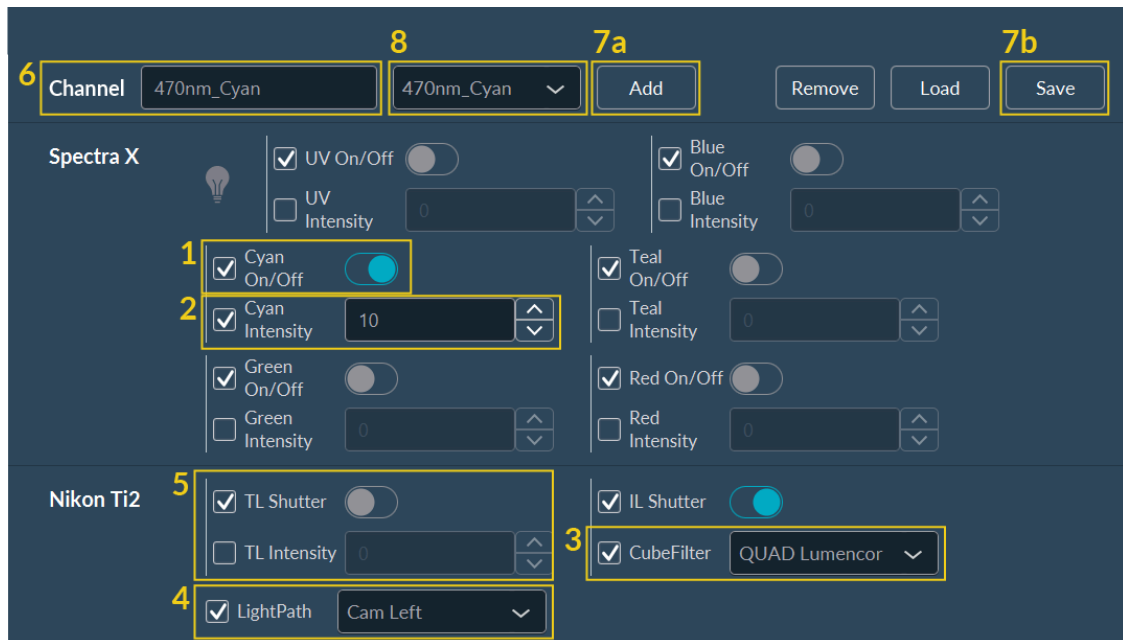 8 7a 7b
6 Channel 470nm_Cyan 470nm_Cyan Add Remove Load Save
Spectra X UV On/Off Blue
On/Off
UV
Intensity 0 Blue
Intensity 0
1 Cyan
On/Off Teal
On/Off
2 Cyan
Intensity 10 Teal
Intensity 0
Green
On/Off Red On/Off
Green
Intensity 0 Red
Intensity 0
Nikon Ti2 5 TL Shutter IL Shutter
TL Intensity 0 3 CubeFilter QUAD Lumencor
4 LightPath Cam Left